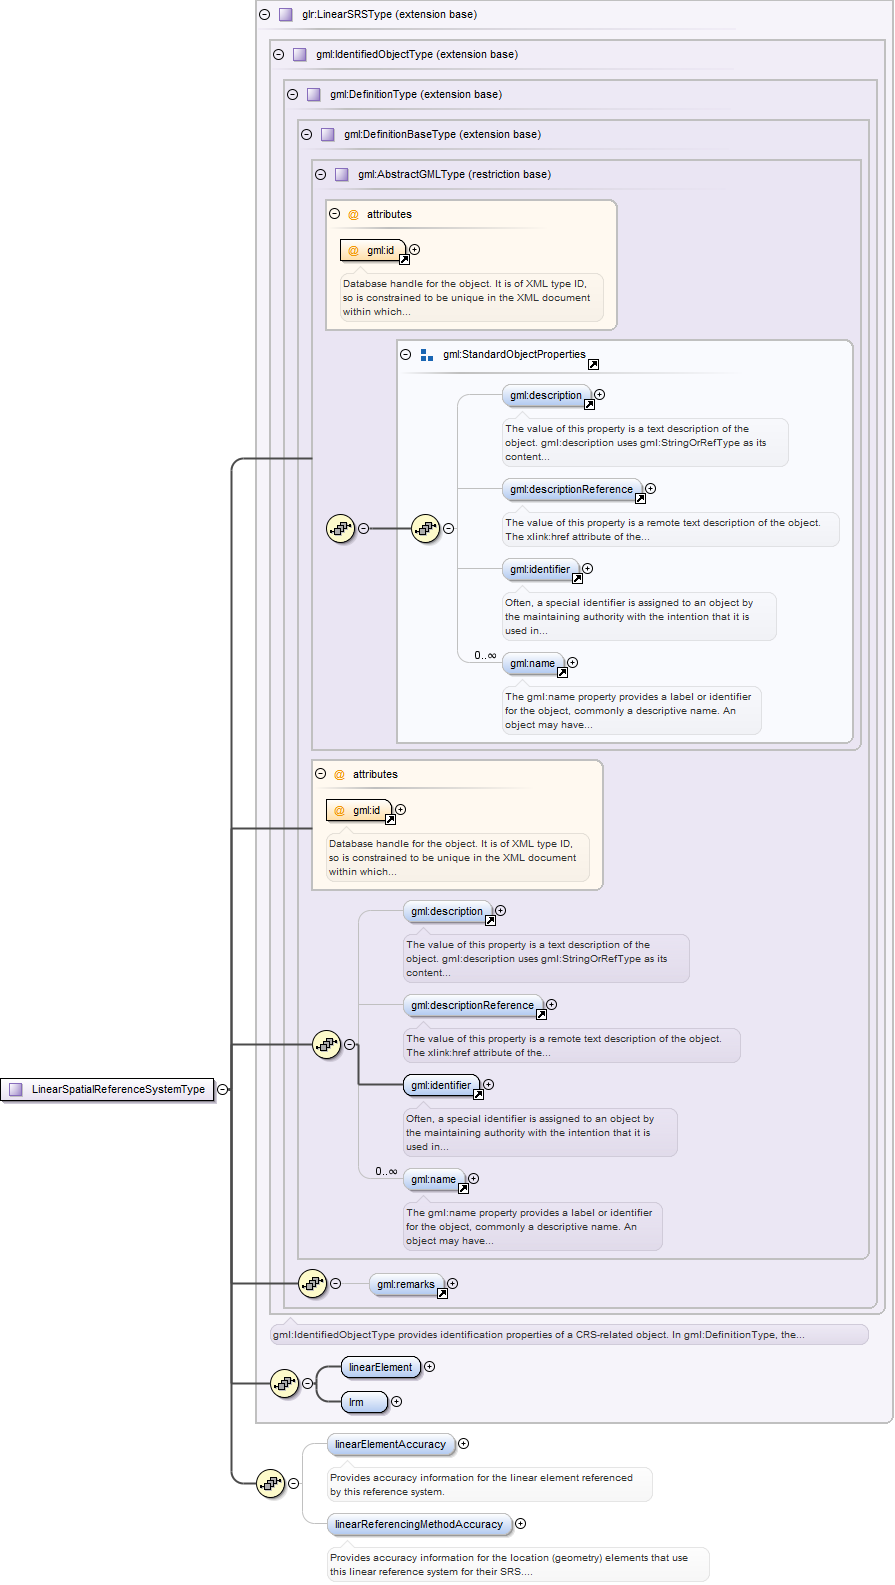 glr:LinearSRSType (extension base)
gml:IdentifiedObjectType (extension base)
gml:DefinitionType (extension base)
gml:DefinitionBaseType (extension base)
gml:AbstractGMLType (restriction base)
@ attributes
@ gml:id
Database handle for the object. It is of XML type ID,
so is constrained to be unique in the XML document
within which...
gml:StandardObjectProperties
gml:description
The value of this property is a text description of the
object. gml:description uses gml:StringOrRefType as its
content...
gml:descriptionReference
The value of this property is a remote text description of the object.
The xlink:href attribute of the...
gml:identifier
Often, a special identifier is assigned to an object by
the maintaining authority with the intention that it is
used in...
0..∞
gml:name
The gml:name property provides a label or identifier
for the object, commonly a descriptive name. An
object may have...
@ attributes
@ gml:id
Database handle for the object. It is of XML type ID,
so is constrained to be unique in the XML document
within which...
gml:description
The value of this property is a text description of the
object. gml:description uses gml:StringOrRefType as its
content...
gml:descriptionReference
The value of this property is a remote text description of the object.
The xlink:href attribute of the...
LinearSpatialReferenceSystemType
gml:identifier
Often, a special identifier is assigned to an object by
the maintaining authority with the intention that it is
used in...
0..∞
gml:name
The gml:name property provides a label or identifier
for the object, commonly a descriptive name. An
object may have...
gml:remarks
gml:IdentifiedObjectType provides identification properties of a CRS-related object. In gml:DefinitionType, the...
linearElement
lrm
linearElementAccuracy
Provides accuracy information for the linear element referenced
by this reference system.
linearReferencingMethodAccuracy
Provides accuracy information for the location (geometry) elements that use
this linear reference system for their SRS....